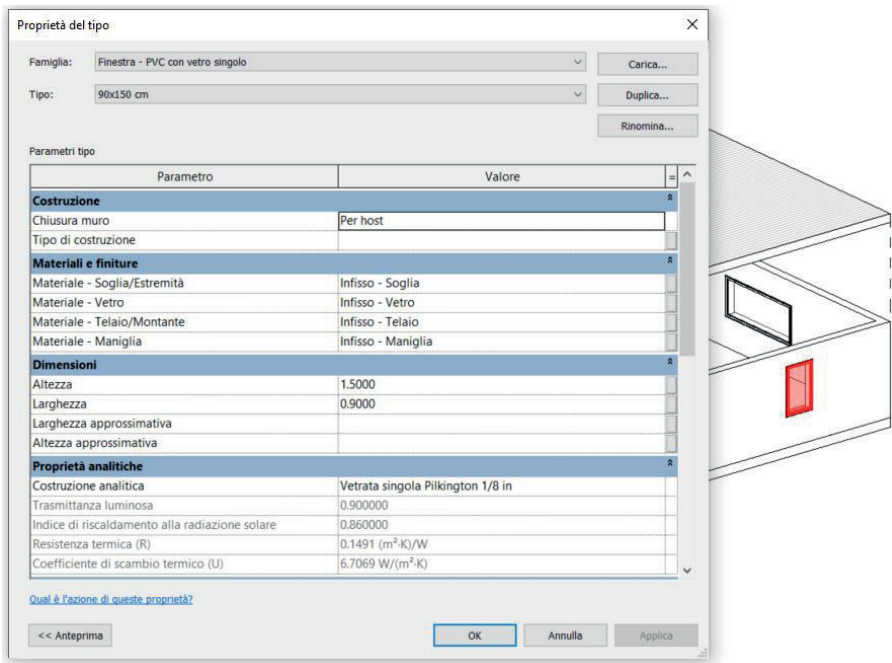 Proprietà del tipo
Famiglia: Finestra - PVC con vetro singolo Carica...
Tipo: 90x150 cm Duplica...
Rinomina...
Parametri tipo
Parametro Valore =
Costruzione
Chiusura muro Per host
Tipo di costruzione
Materiali e finiture
Materiale - Soglia/Estremità Infisso - Soglia
Materiale - Vetro Infisso - Vetro
Materiale - Telaio/Montante Infisso - Telaio
Materiale - Maniglia Infisso - Maniglia
Dimensioni
Altezza 1.5000
Larghezza 0.9000
Larghezza approssimativa
Altezza approssimativa
Proprietà analitiche
Costruzione analitica Vetrata singola Pilkington 1/8 in
Trasmittanza luminosa 0.900000
Indice di riscaldamento alla radiazione solare 0.860000
Resistenza termica (R) 0.1491 (m²·K)/W
Coefficiente di scambio termico (U) 6.7069 W/(m²·K)
Qual è l'azione di queste proprietà?
<< Anteprima OK Annulla Applica